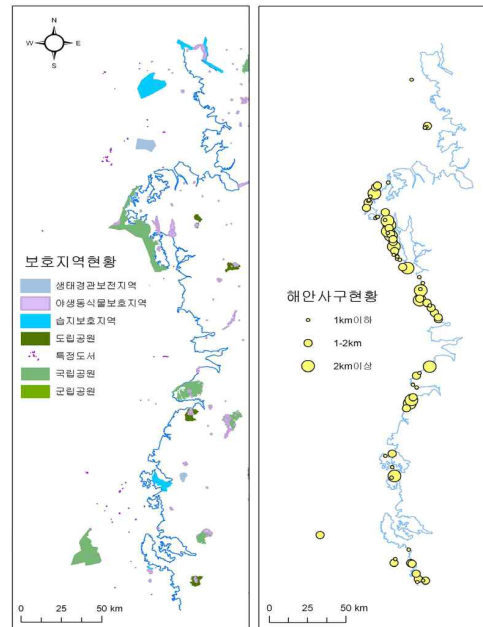 N
W E
S
보호지역현황
생태경관보전지역
야생동식물보호지역
습지보호지역
도립공원
특정도서
국립공원
군립공원
0 25 50 km
해안사구현황
1km이하
1-2km
2km이상
0 25 50 km